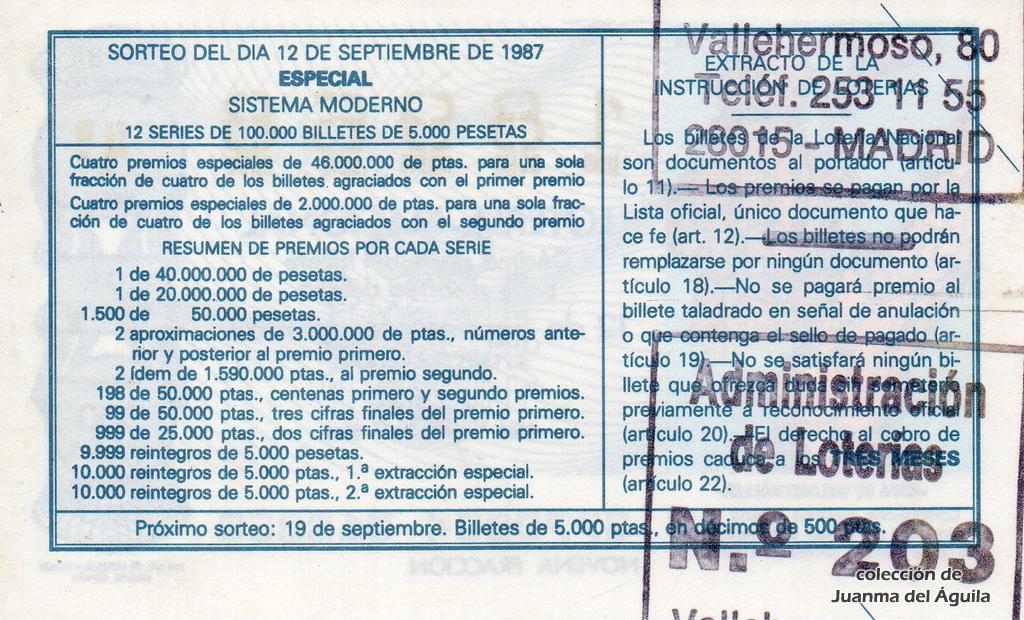 SORTEO DEL DIA 12 DE SEPTIEMBRE DE 1987
ESPECIAL
SISTEMA MODERNO
12 SERIES DE 100.000 BILLETES DE 5.000 PESETAS
Cuatro premios especiales de 46.000.000 de ptas. para una sola
fracción de cuatro de los billetes agraciados con el primer premio
Cuatro premios especiales de 2.000.000 de ptas. para una sola frac-
ción de cuatro de los billetes agraciados con el segundo premio
RESUMEN DE PREMIOS POR CADA SERIE
1 de 40.000.000 de pesetas.
1 de 20.000.000 de pesetas.
1.500 de 50.000 pesetas.
2 aproximaciones de 3.000.000 de ptas., números ante-
rior y posterior al premio primero.
2 ídem de 1.590.000 ptas., al premio segundo.
198 de 50.000 ptas., centenas primero y segundo premios.
99 de 50.000 ptas., tres cifras finales del premio primero.
999 de 25.000 ptas., dos cifras finales del premio primero.
9.999 reintegros de 5.000 pesetas.
10.000 reintegros de 5.000 ptas., 1.ª extracción especial.
10.000 reintegros de 5.000 ptas., 2.ª extracción especial.
EXTRACTO DE LA
INSTRUCCIÓN DE LOTERIAS
Los billetes de la Lotería Nacional
son documentos al portador (artícu-
lo 11).—Los premios se pagan por la
Lista oficial, único documento que ha-
ce fe (art. 12).—Los billetes no podrán
remplazarse por ningún documento (ar-
tículo 18).—No se pagará premio al
billete taladrado en señal de anulación
o que contenga el sello de pagado (ar-
tículo 19).—No se satisfará ningún bi-
llete que ofrezca duda sin someterlo
previamente a reconocimiento oficial
(artículo 20).—El derecho al cobro de
premios caduca a los TRES MESES
(artículo 22).
Próximo sorteo: 19 de septiembre. Billetes de 5.000 ptas., en décimos de 500 ptas.
Vallehermoso, 80
Teléf. 253 11 55
28015 - MADRID
Administración
de Loterías
N.º 203
colección de
Juanma del Águila
NOVENA FRACCION